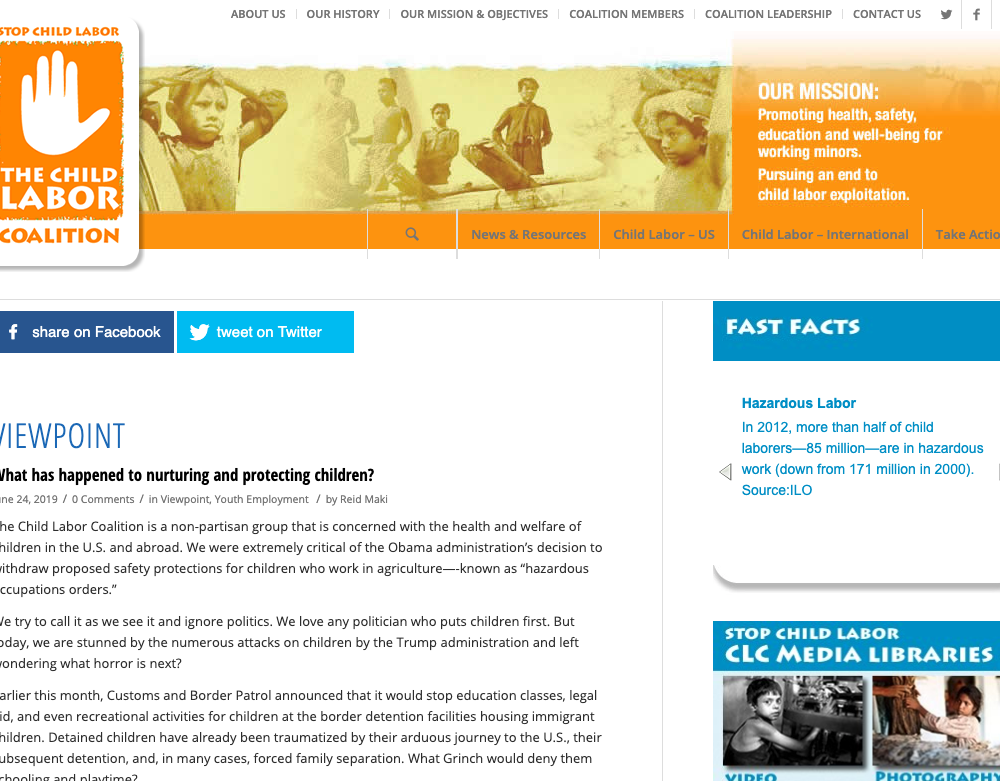 ABOUT US
OUR HISTORY
OUR MISSION & OBJECTIVES
COALITION MEMBERS
COALITION LEADERSHIP
CONTACT US
STOP CHILD LABOR
THE CHILD
LABOR
COALITION
OUR MISSION:
Promoting health, safety,
education and well-being for
working minors.
Pursuing an end to
child labor exploitation.
News & Resources
Child Labor – US
Child Labor – International
Take Actio
share on Facebook
tweet on Twitter
VIEWPOINT
What has happened to nurturing and protecting children?
une 24, 2019 / 0 Comments / in Viewpoint, Youth Employment / by Reid Maki
he Child Labor Coalition is a non-partisan group that is concerned with the health and welfare of
hildren in the U.S. and abroad. We were extremely critical of the Obama administration’s decision to
withdraw proposed safety protections for children who work in agriculture—-known as “hazardous
ccupations orders.”
We try to call it as we see it and ignore politics. We love any politician who puts children first. But
oday, we are stunned by the numerous attacks on children by the Trump administration and left
wondering what horror is next?
arlier this month, Customs and Border Patrol announced that it would stop education classes, legal
id, and even recreational activities for children at the border detention facilities housing immigrant
hildren. Detained children have already been traumatized by their arduous journey to the U.S., their
ubsequent detention, and, in many cases, forced family separation. What Grinch would deny them
chooling and playtime?
FAST FACTS
Hazardous Labor
In 2012, more than half of child
laborers—85 million—are in hazardous
work (down from 171 million in 2000).
Source:ILO
STOP CHILD LABOR
CLC MEDIA LIBRARIES
VIDEO
PHOTOGRAPHY